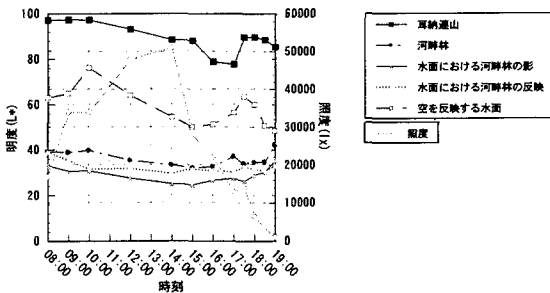 100
80
60
40
20
0
明度(L*)
60000
50000
40000
30000
20000
10000
0
照度(lx)
08:00
09:00
10:00
12:00
14:00
15:00
16:00
17:00
18:00
19:00
時刻
耳納連山
河畔林
水面における河畔林の影
水面における河畔林の反映
空を反映する水面
照度